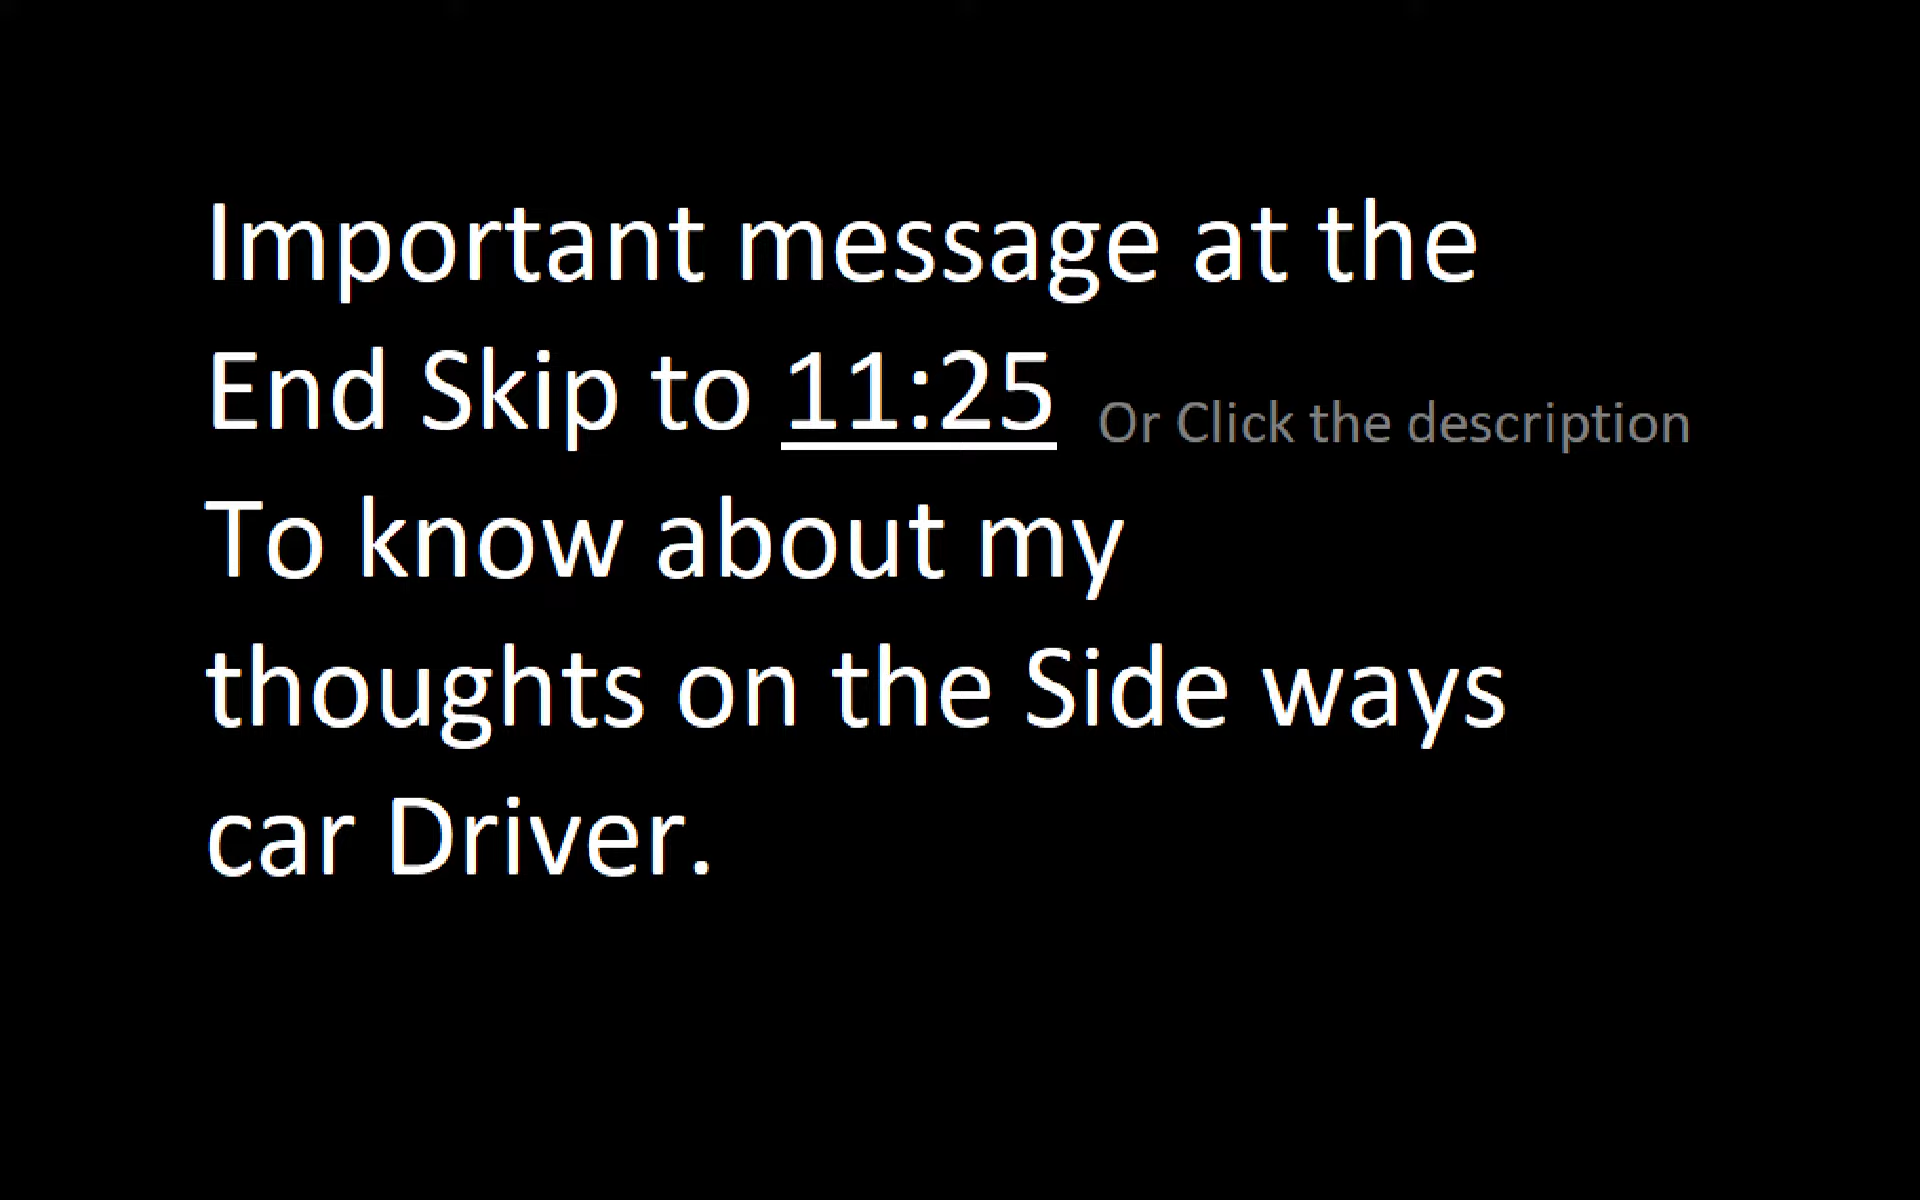 Important message at the
End Skip to 11:25 Or Click the description
To know about my
thoughts on the Side ways
car Driver.